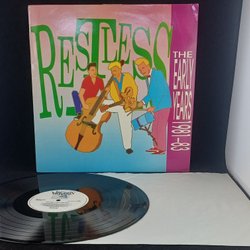 RESTLESS
THE EARLY YEARS 1981-83